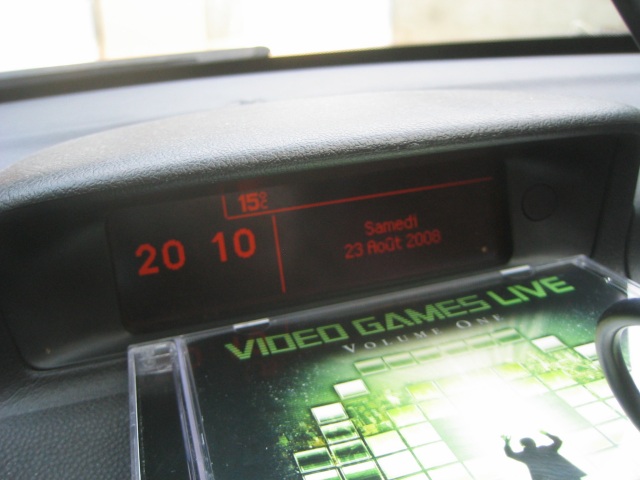 15°C
20 10
Samedi
23 Août 2008
VIDEO GAMES LIVE
VOLUME ONE